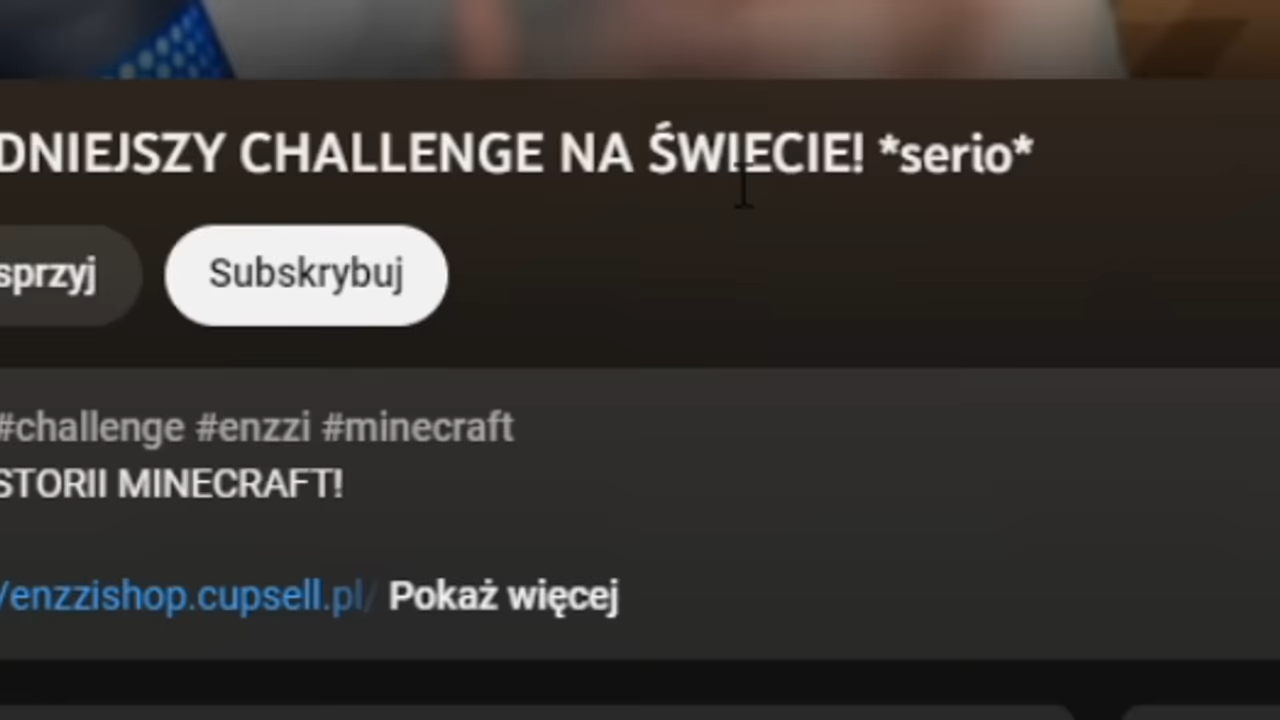 DNIEJSZY CHALLENGE NA ŚWIECIE! *serio*
sprzyj Subskrybuj
#challenge #enzzi #minecraft
STORII MINECRAFT!
/enzzishop.cupsell.pl/ Pokaż więcej